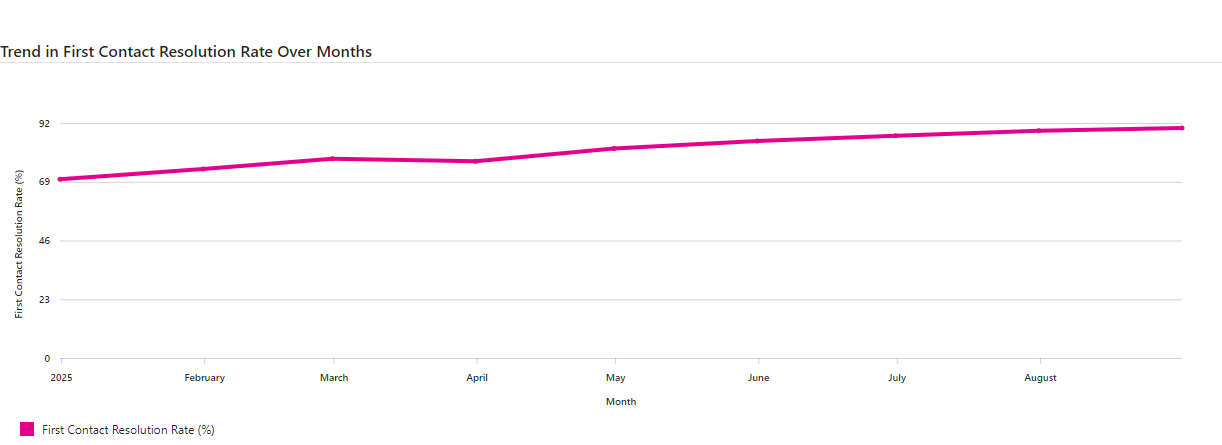 Trend in First Contact Resolution Rate Over Months
First Contact Resolution Rate (%)
92
69
46
23
0
2025 February March April May June July August
Month
First Contact Resolution Rate (%)